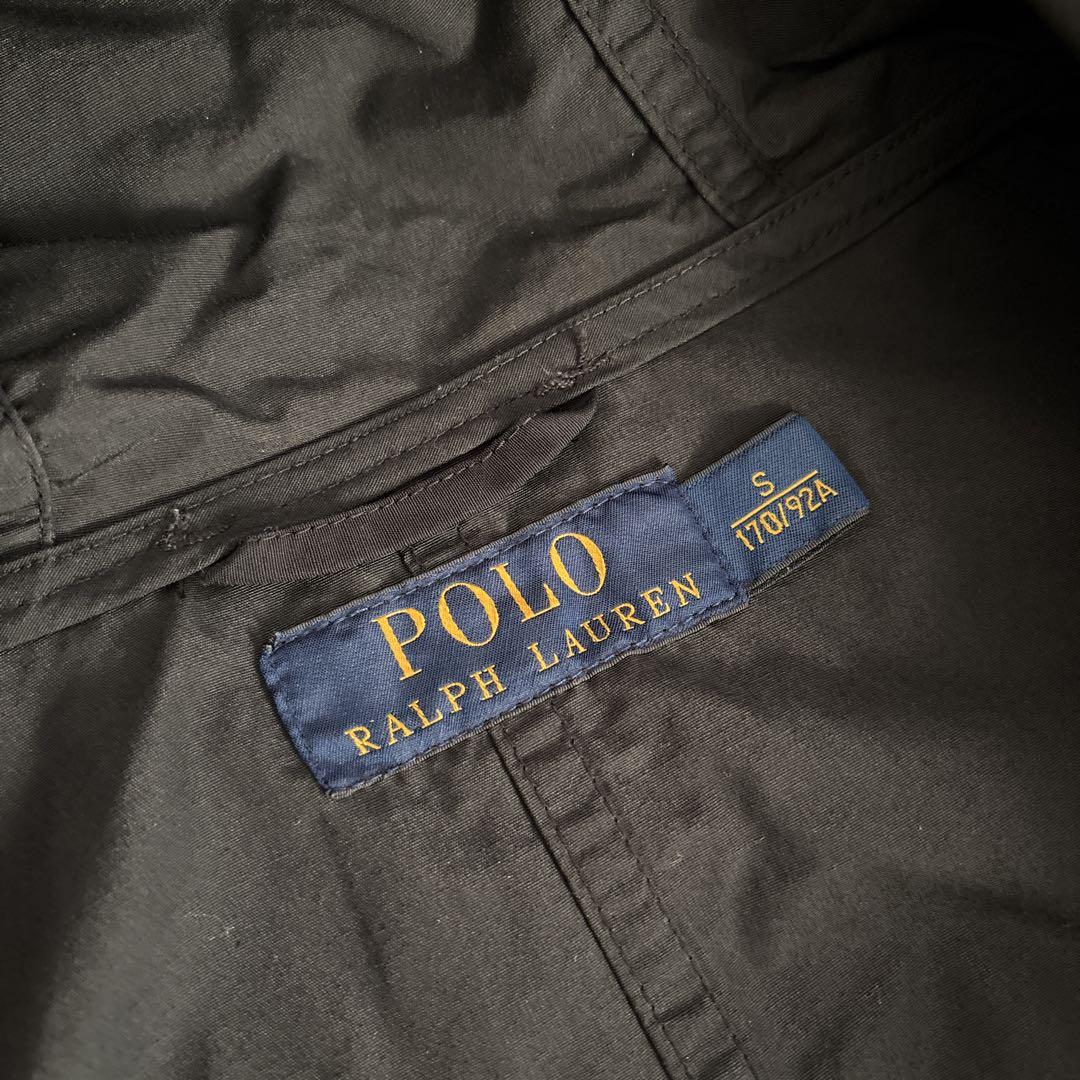 POLO
RALPH LAUREN
S
170/92A